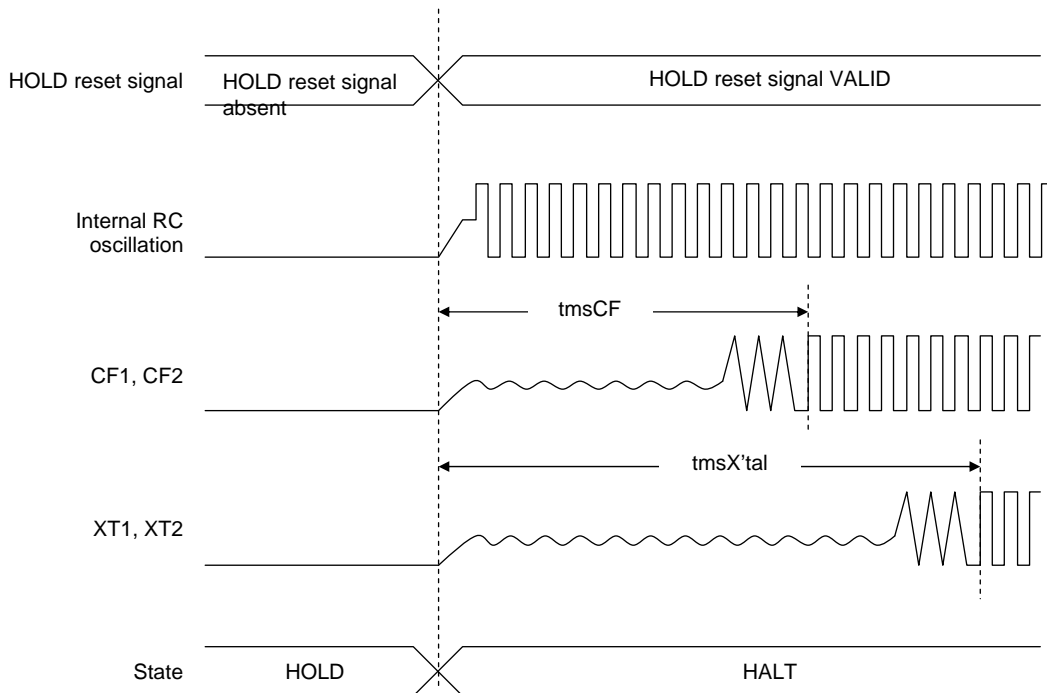 HOLD reset signal
HOLD reset signal
absent
HOLD reset signal VALID
Internal RC
oscillation
tmsCF
CF1, CF2
tmsX'tal
XT1, XT2
State
HOLD
HALT